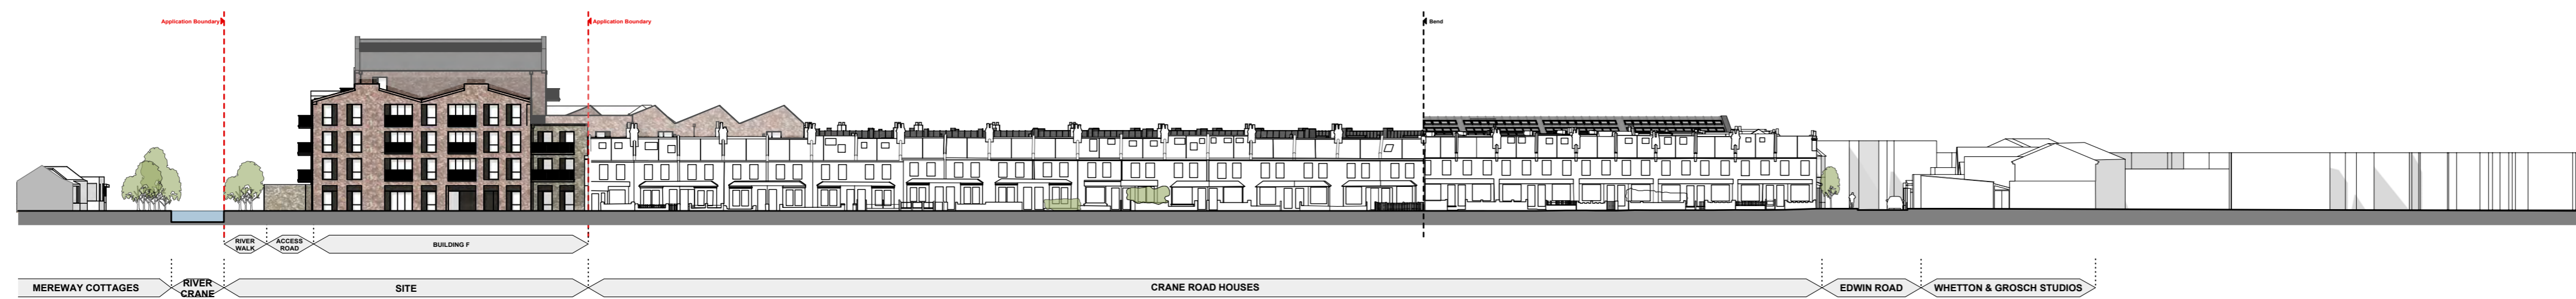 Application Boundary
Application Boundary
Bend
RIVER
WALK
ACCESS
ROAD
BUILDING F
MEREWAY COTTAGES
RIVER
CRANE
SITE
CRANE ROAD HOUSES
EDWIN ROAD
WHETTON & GROSCH STUDIOS